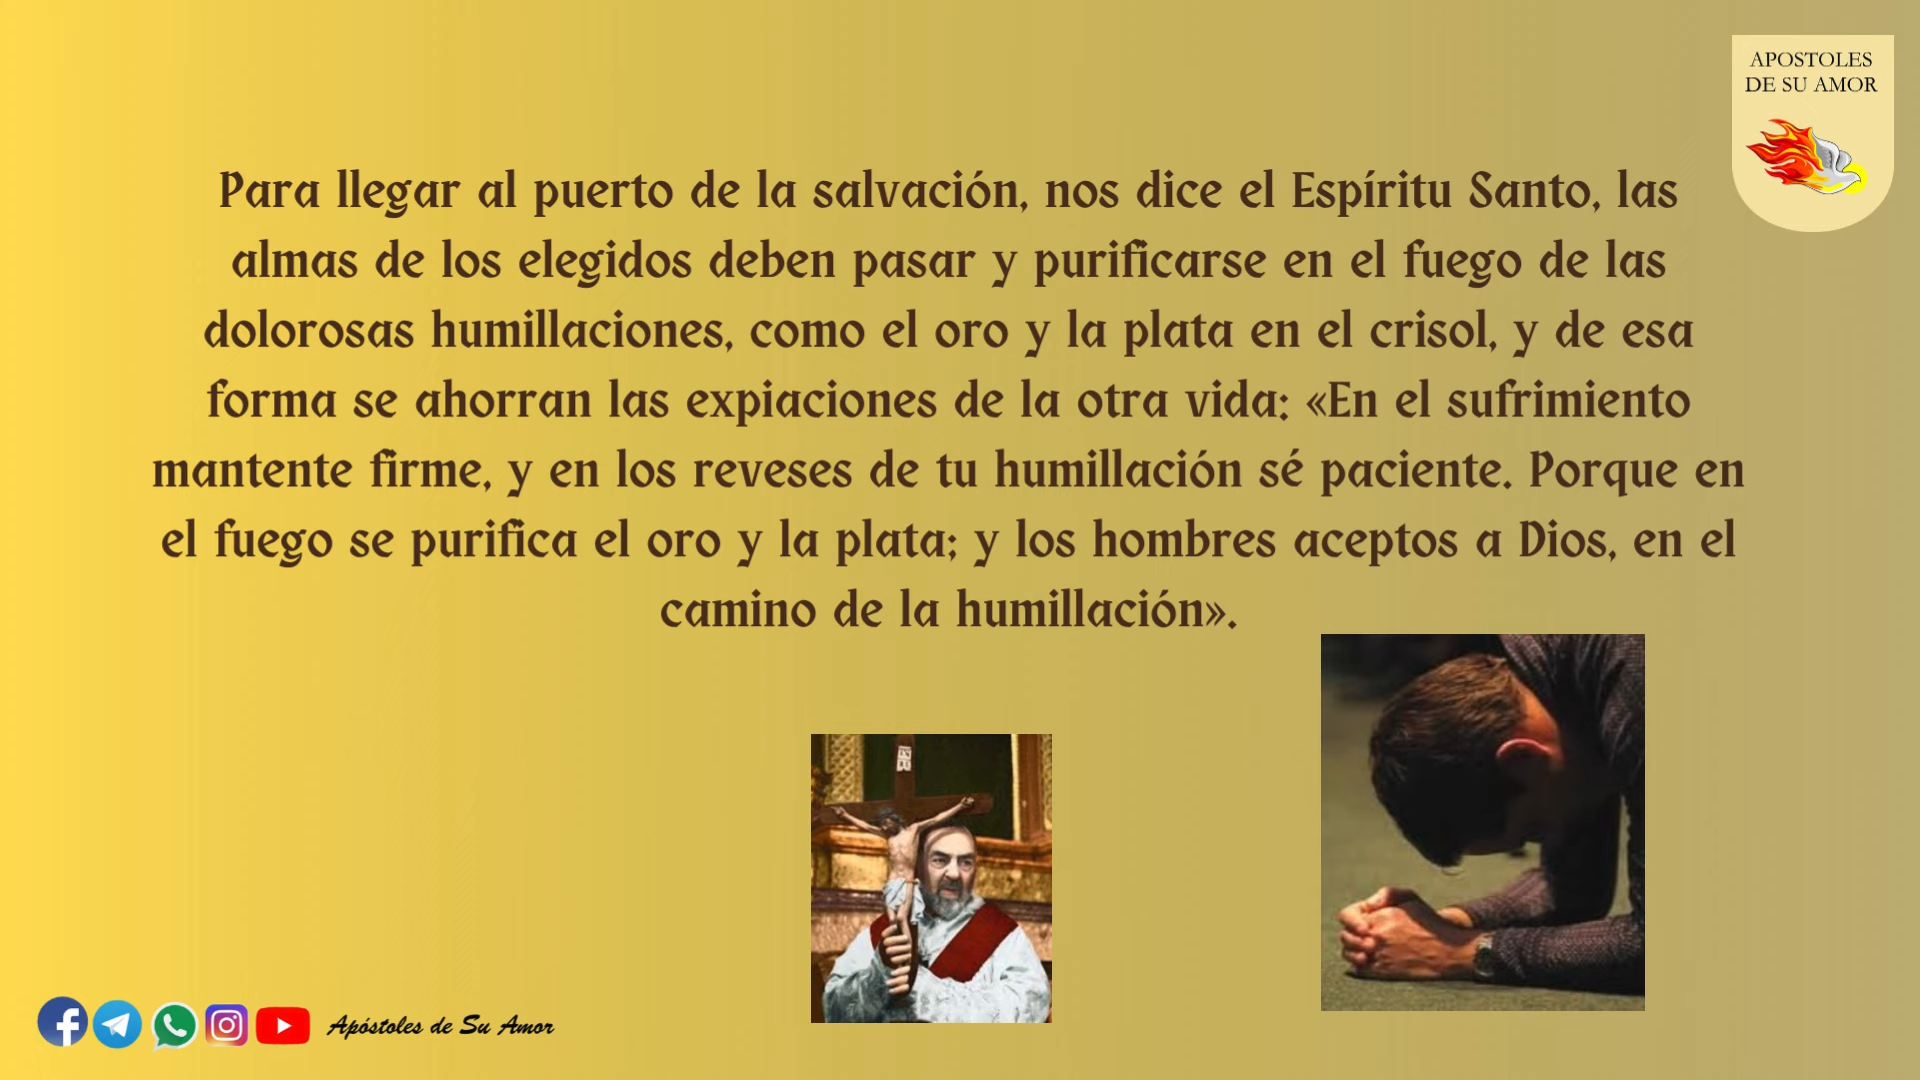 APOSTOLES
DE SU AMOR
Para llegar al puerto de la salvación, nos dice el Espíritu Santo, las
almas de los elegidos deben pasar y purificarse en el fuego de las
dolorosas humillaciones, como el oro y la plata en el crisol, y de esa
forma se ahorran las expiaciones de la otra vida: «En el sufrimiento
mantente firme, y en los reveses de tu humillación sé paciente. Porque en
el fuego se purifica el oro y la plata; y los hombres aceptos a Dios, en el
camino de la humillación».
Apóstoles de Su Amor